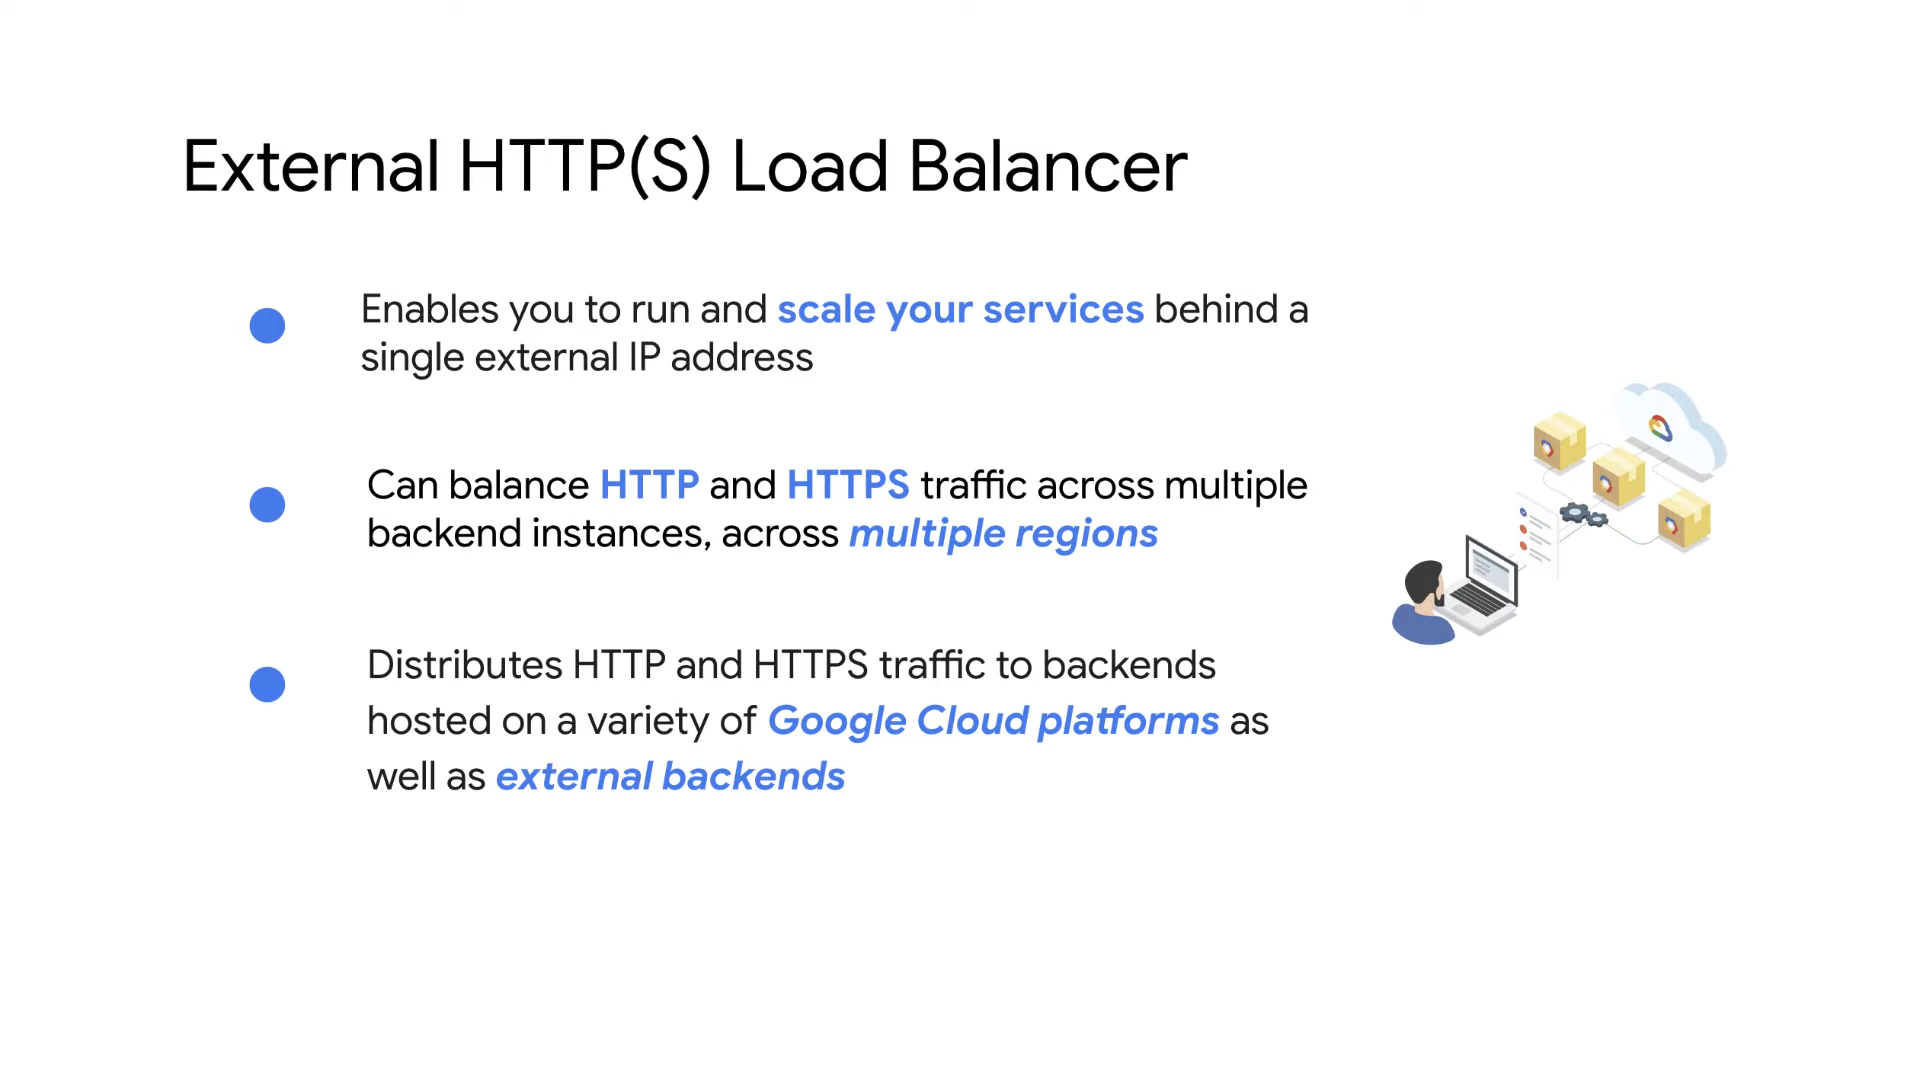 External HTTP(S) Load Balancer
Enables you to run and scale your services behind a
single external IP address
Can balance HTTP and HTTPS traffic across multiple
backend instances, across multiple regions
Distributes HTTP and HTTPS traffic to backends
hosted on a variety of Google Cloud platforms as
well as external backends